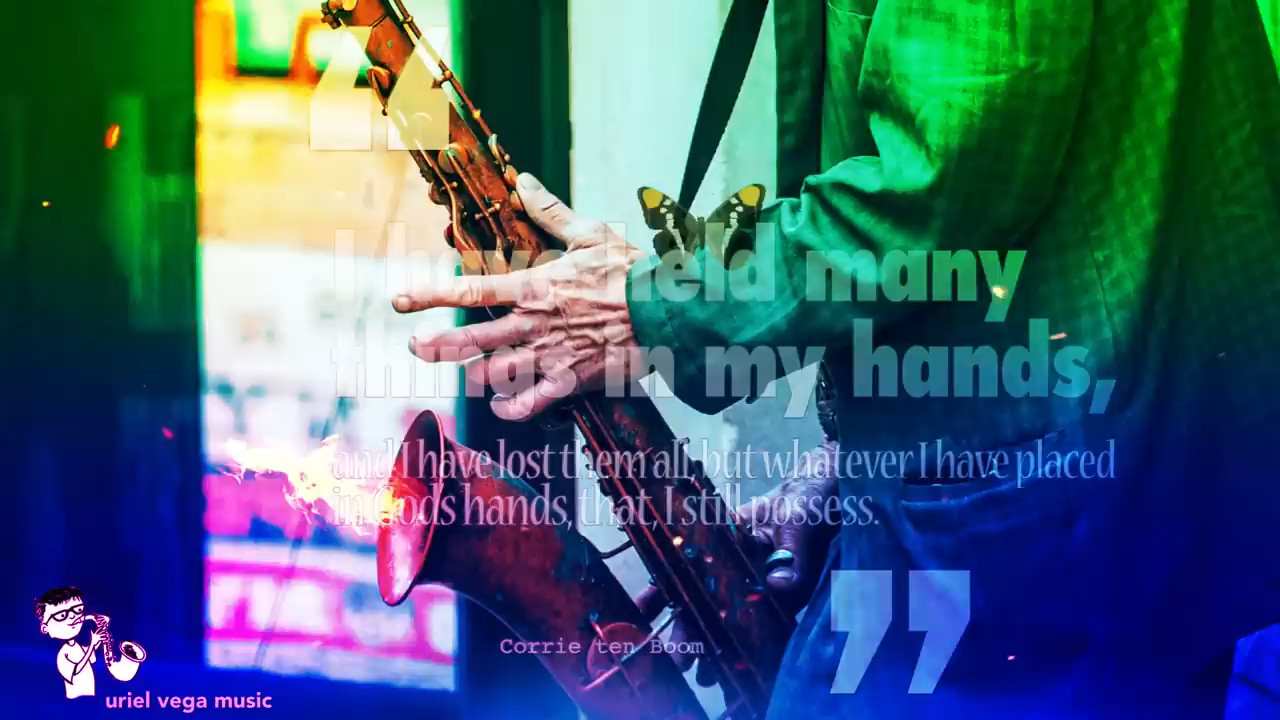 “
I have held many
things in my hands,
and I have lost them all, but whatever I have placed
in Gods hands, that, I still possess.
”
Corrie ten Boom
uriel vega music